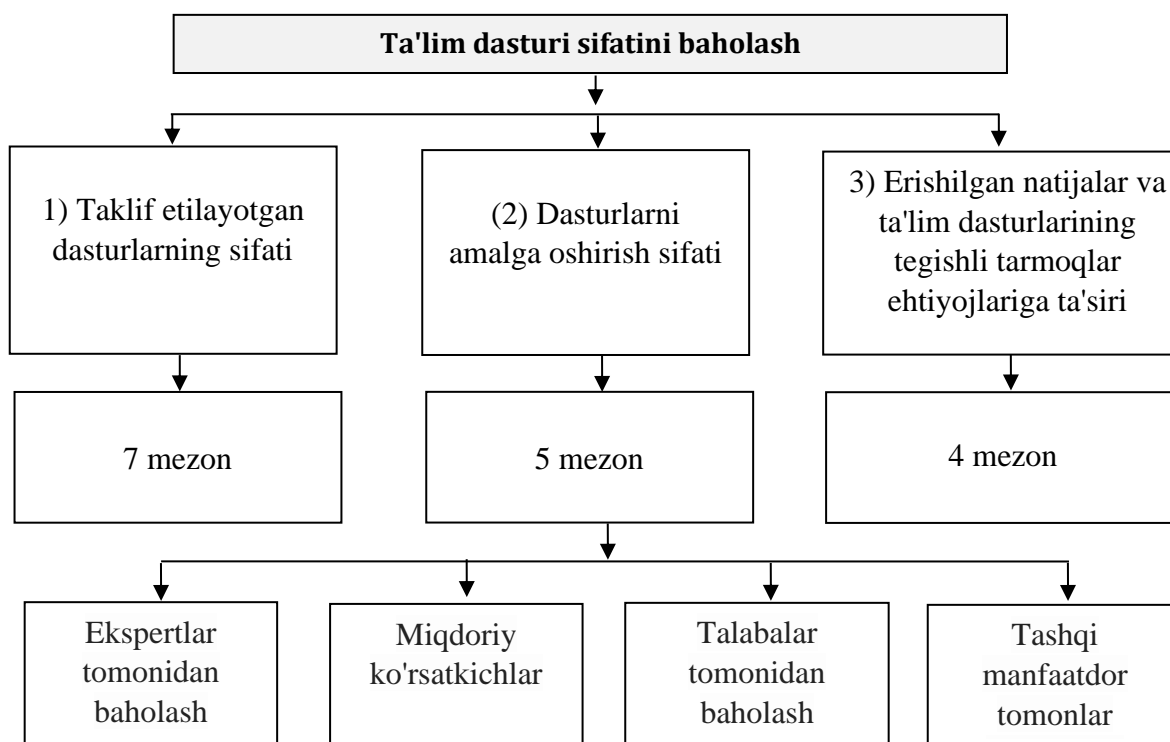 Ta'lim dasturi sifatini baholash
1) Taklif etilayotgan
dasturlarning sifati
(2) Dasturlarni
amalga oshirish sifati
3) Erishilgan natijalar va
ta'lim dasturlarining
tegishli tarmoqlar
ehtiyojlariga ta'siri
7 mezon
5 mezon
4 mezon
Ekspertlar
tomonidan
baholash
Miqdoriy
ko'rsatkichlar
Talabalar
tomonidan
baholash
Tashqi
manfaatdor
tomonlar